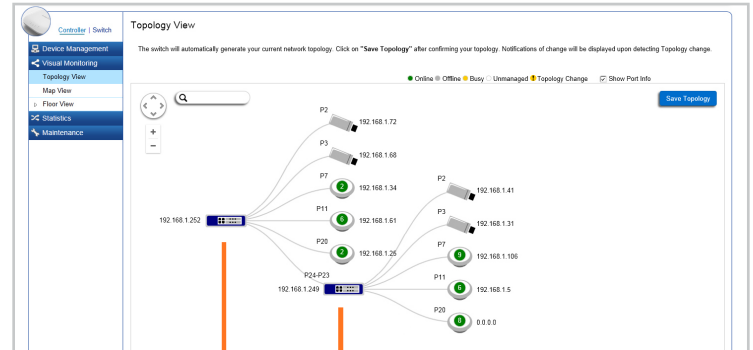 Controller | Switch
Topology View
Device Management
Visual Monitoring
Topology View
Map View
Floor View
Statistics
Maintenance
The switch will automatically generate your current network topology. Click on "Save Topology" after confirming your topology. Notifications of change will be displayed upon detecting Topology change.
Online Offline Busy Unmanaged Topology Change Show Port Info
Save Topology
P2
192.168.1.72
P3
192.168.1.68
P7
2 192.168.1.34
P11
192.168.1.252
6 192.168.1.61
P20
2 192.168.1.25
P24-P23
192.168.1.249
P2
192.168.1.41
P3
192.168.1.31
P7
9 192.168.1.106
P11
6 192.168.1.5
P20
8 0.0.0.0